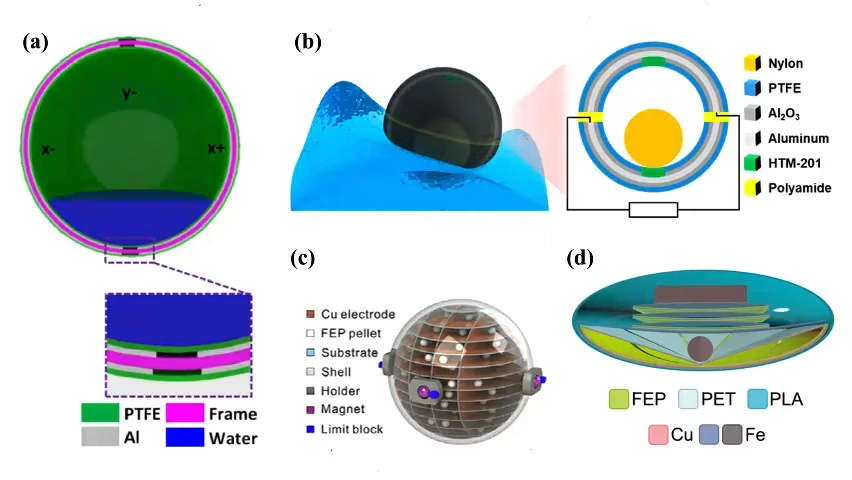 (a)
y-
x-
x+
PTFE
Frame
Al
Water
(b)
Nylon
PTFE
Al₂O₃
Aluminum
HTM-201
Polyamide
(c)
Cu electrode
FEP pellet
Substrate
Shell
Holder
Magnet
Limit block
(d)
FEP PET PLA
Cu Fe